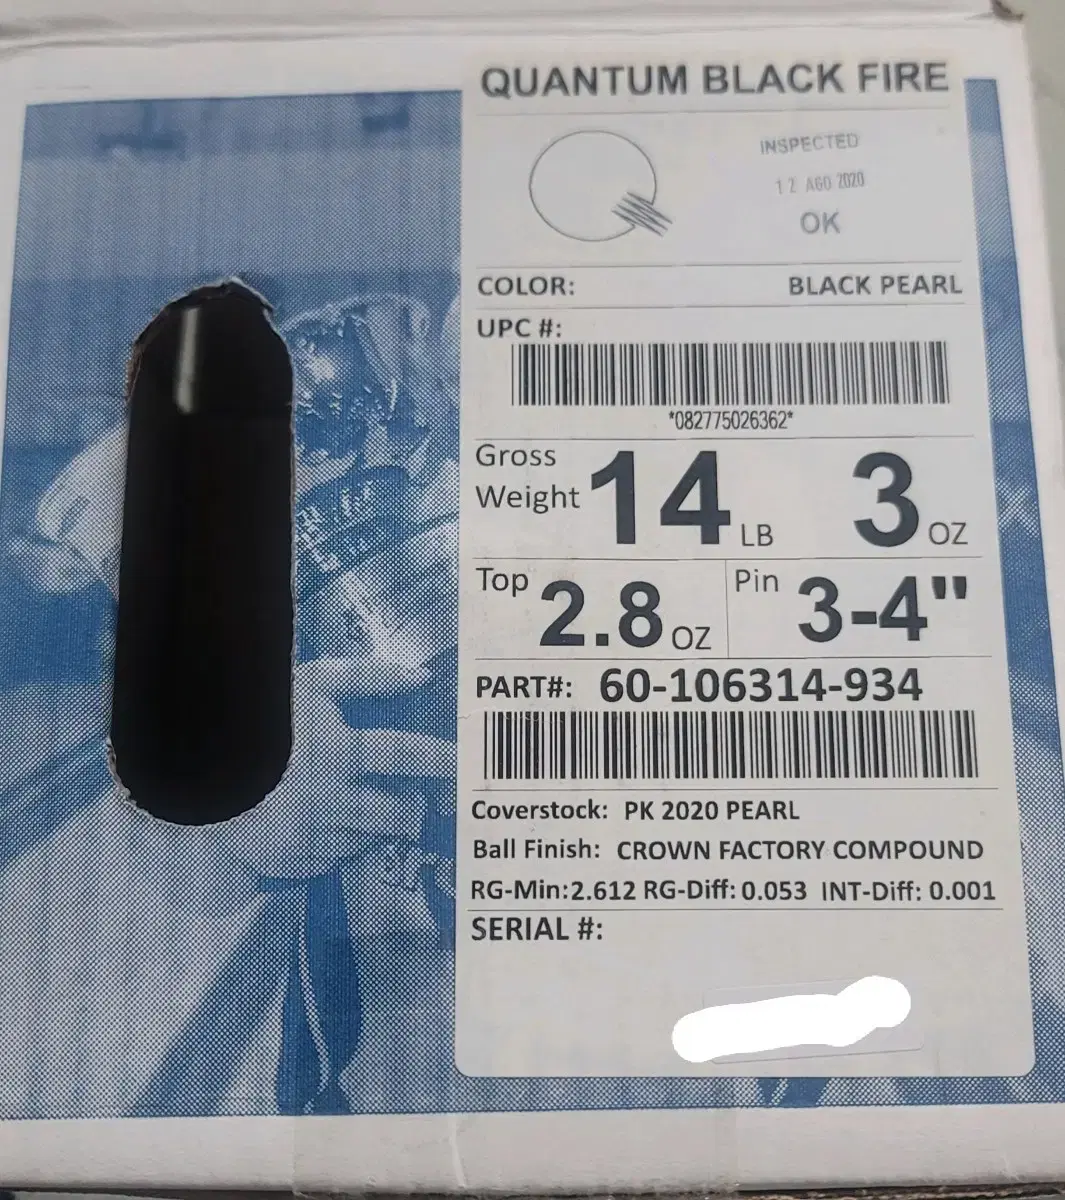 QUANTUM BLACK FIRE
INSPECTED
12 AGO 2020
OK
COLOR: BLACK PEARL
UPC #:
*082775026362*
Gross Weight 14 LB 3 OZ
Top 2.8 OZ Pin 3-4"
PART#: 60-106314-934
Coverstock: PK 2020 PEARL
Ball Finish: CROWN FACTORY COMPOUND
RG-Min:2.612 RG-Diff: 0.053 INT-Diff: 0.001
SERIAL #: